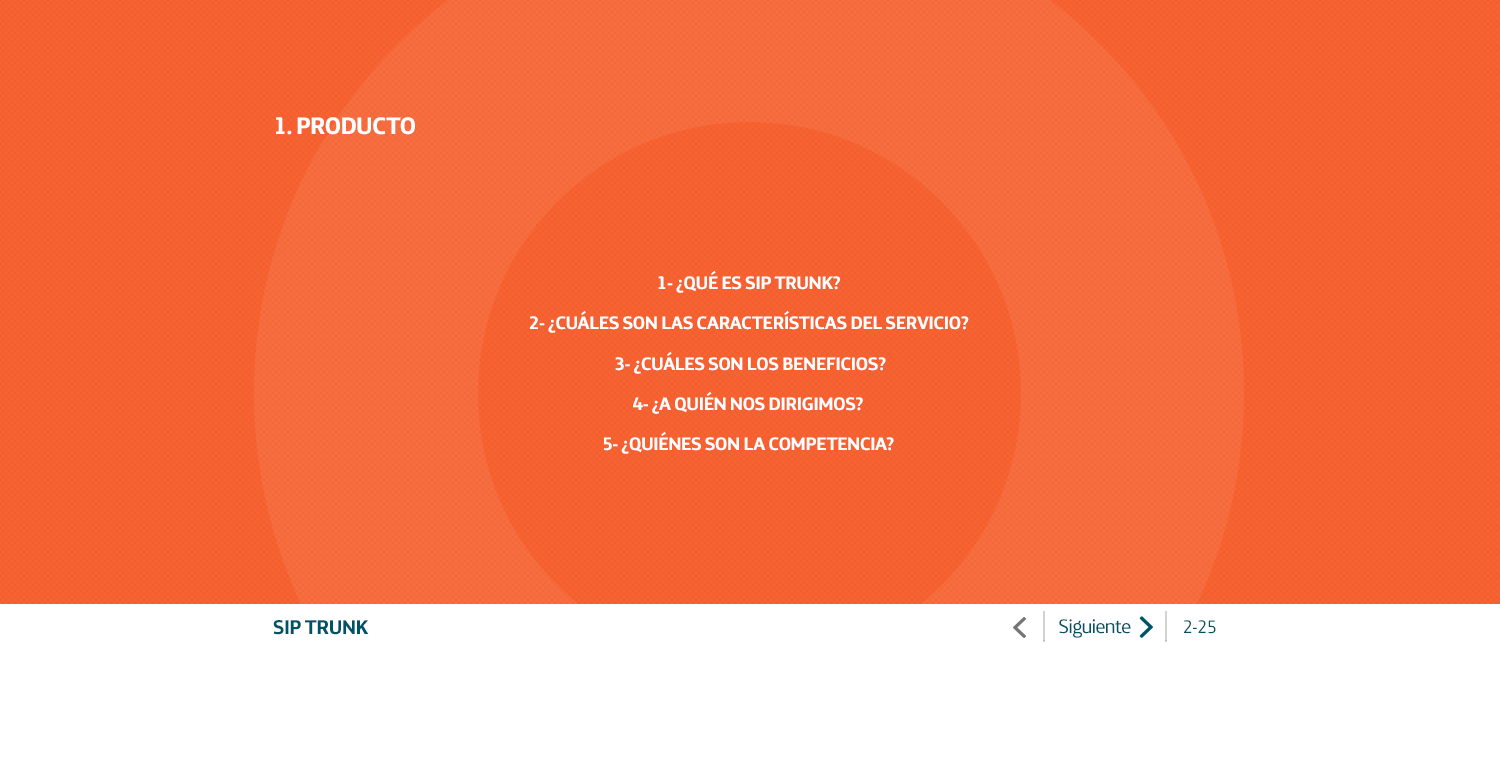 1. PRODUCTO
1- ¿QUÉ ES SIP TRUNK?
2- ¿CUÁLES SON LAS CARACTERÍSTICAS DEL SERVICIO?
3- ¿CUÁLES SON LOS BENEFICIOS?
4- ¿A QUIÉN NOS DIRIGIMOS?
5- ¿QUIÉNES SON LA COMPETENCIA?
SIP TRUNK
Siguiente
2-25